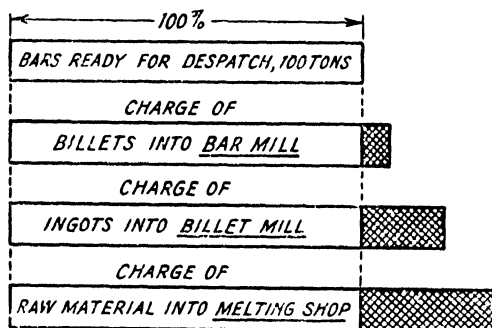 100%
BARS READY FOR DESPATCH, 100 TONS
CHARGE OF
BILLETS INTO BAR MILL
CHARGE OF
INGOTS INTO BILLET MILL
CHARGE OF
RAW MATERIAL INTO MELTING SHOP